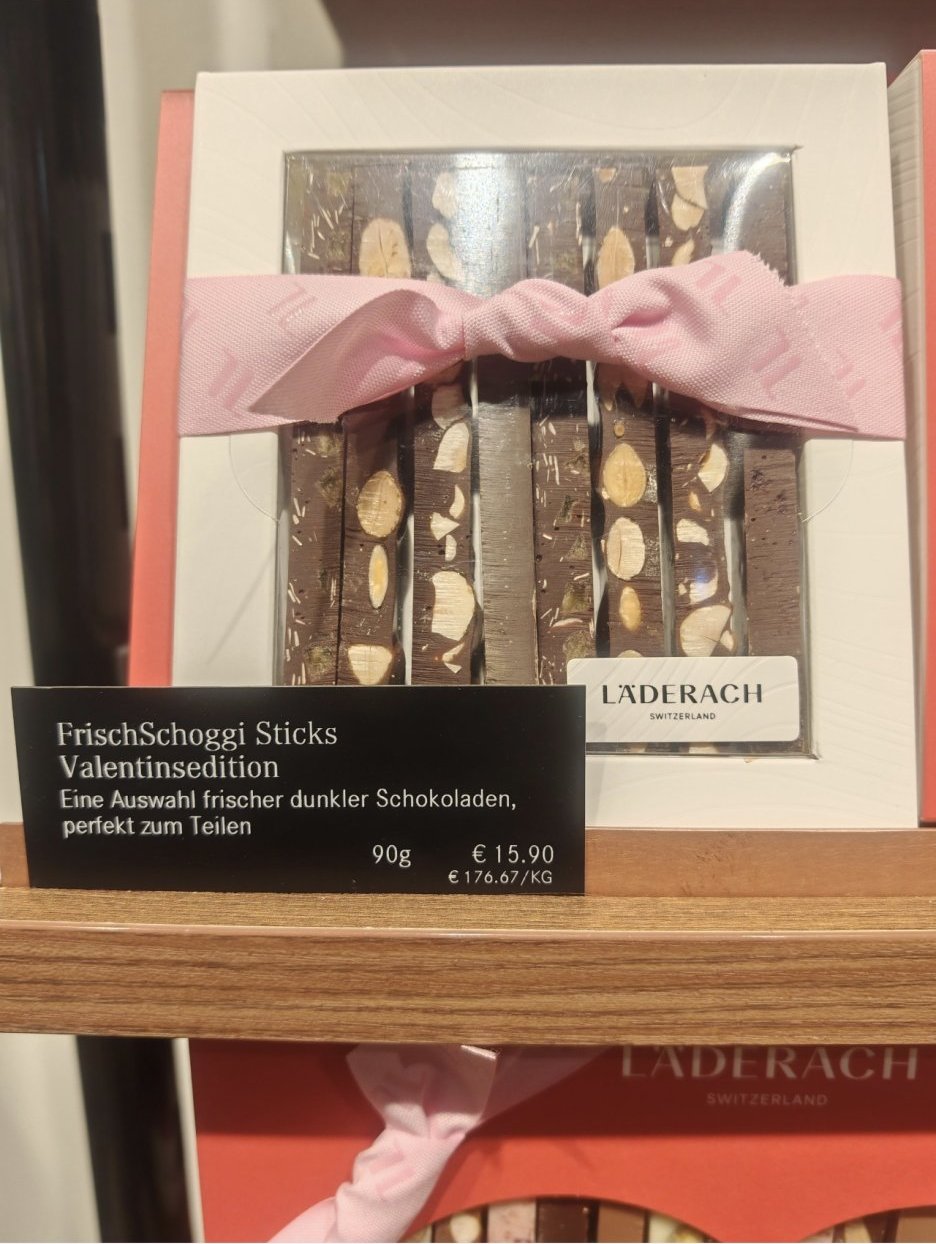 LÄDERACH
SWITZERLAND
FrischSchoggi Sticks
Valentinsedition
Eine Auswahl frischer dunkler Schokoladen,
perfekt zum Teilen
90g € 15.90
€ 176.67/KG
LÄDERACH
SWITZERLAND